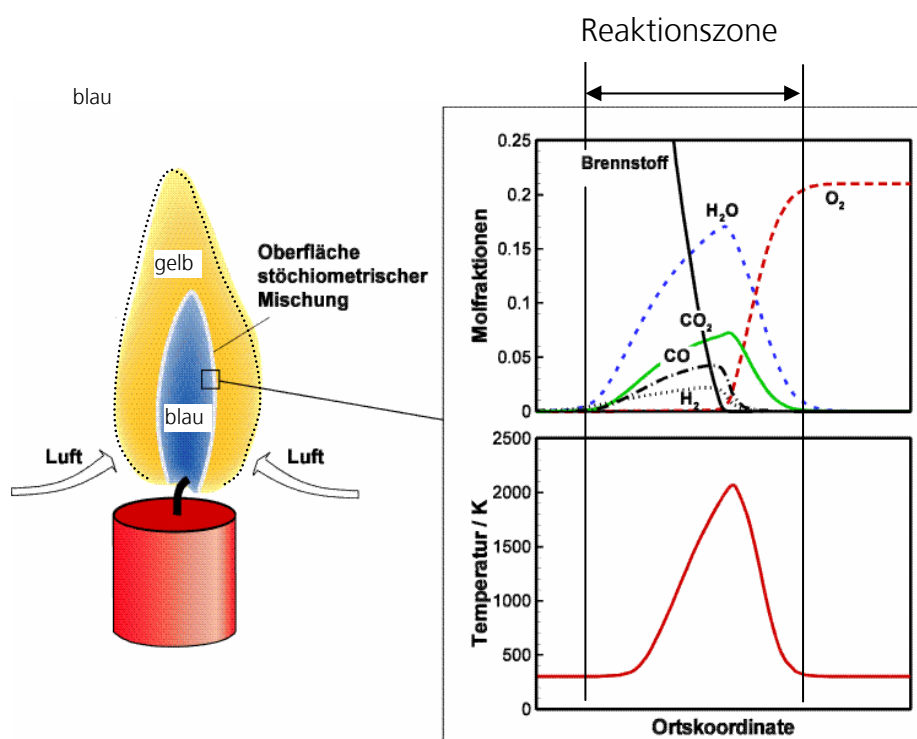 Reaktionszone
blau
gelb
Oberfläche
stöchiometrischer
Mischung
blau
Luft
Luft
0.25
0.2
0.15
0.1
0.05
0
Molfraktionen
Brennstoff
H₂O
O₂
CO₂
CO
H₂
2500
2000
1500
1000
500
0
Temperatur / K
Ortskoordinate